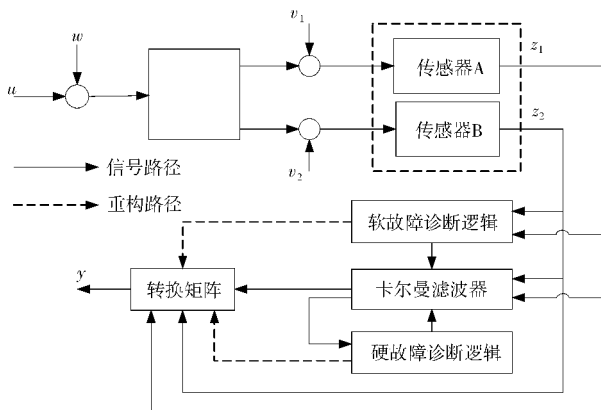 v1
w
传感器A
z1
u
传感器B
z2
v2
信号路径
重构路径
软故障诊断逻辑
y
转换矩阵
卡尔曼滤波器
硬故障诊断逻辑